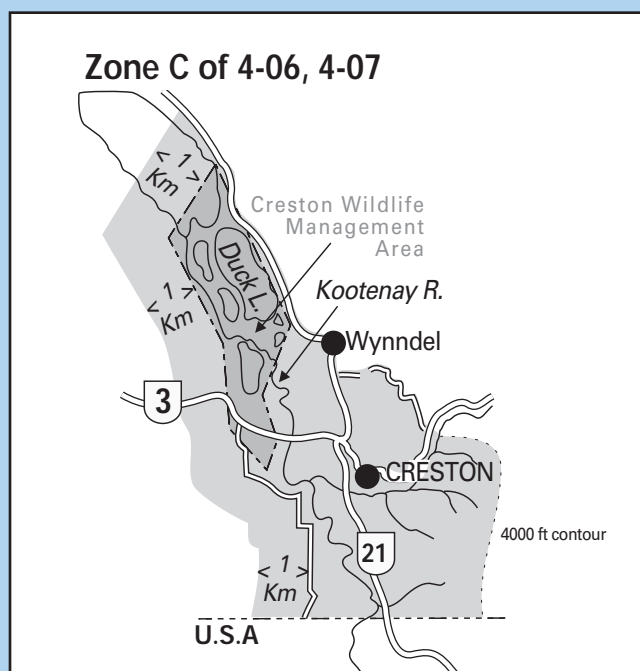 Zone C of 4-06, 4-07
< 1 >
Km
Creston Wildlife
Management
Area
Duck L.
Kootenay R.
< 1 >
Km
Wynndel
3
CRESTON
4000 ft contour
21
< 1 >
Km
U.S.A